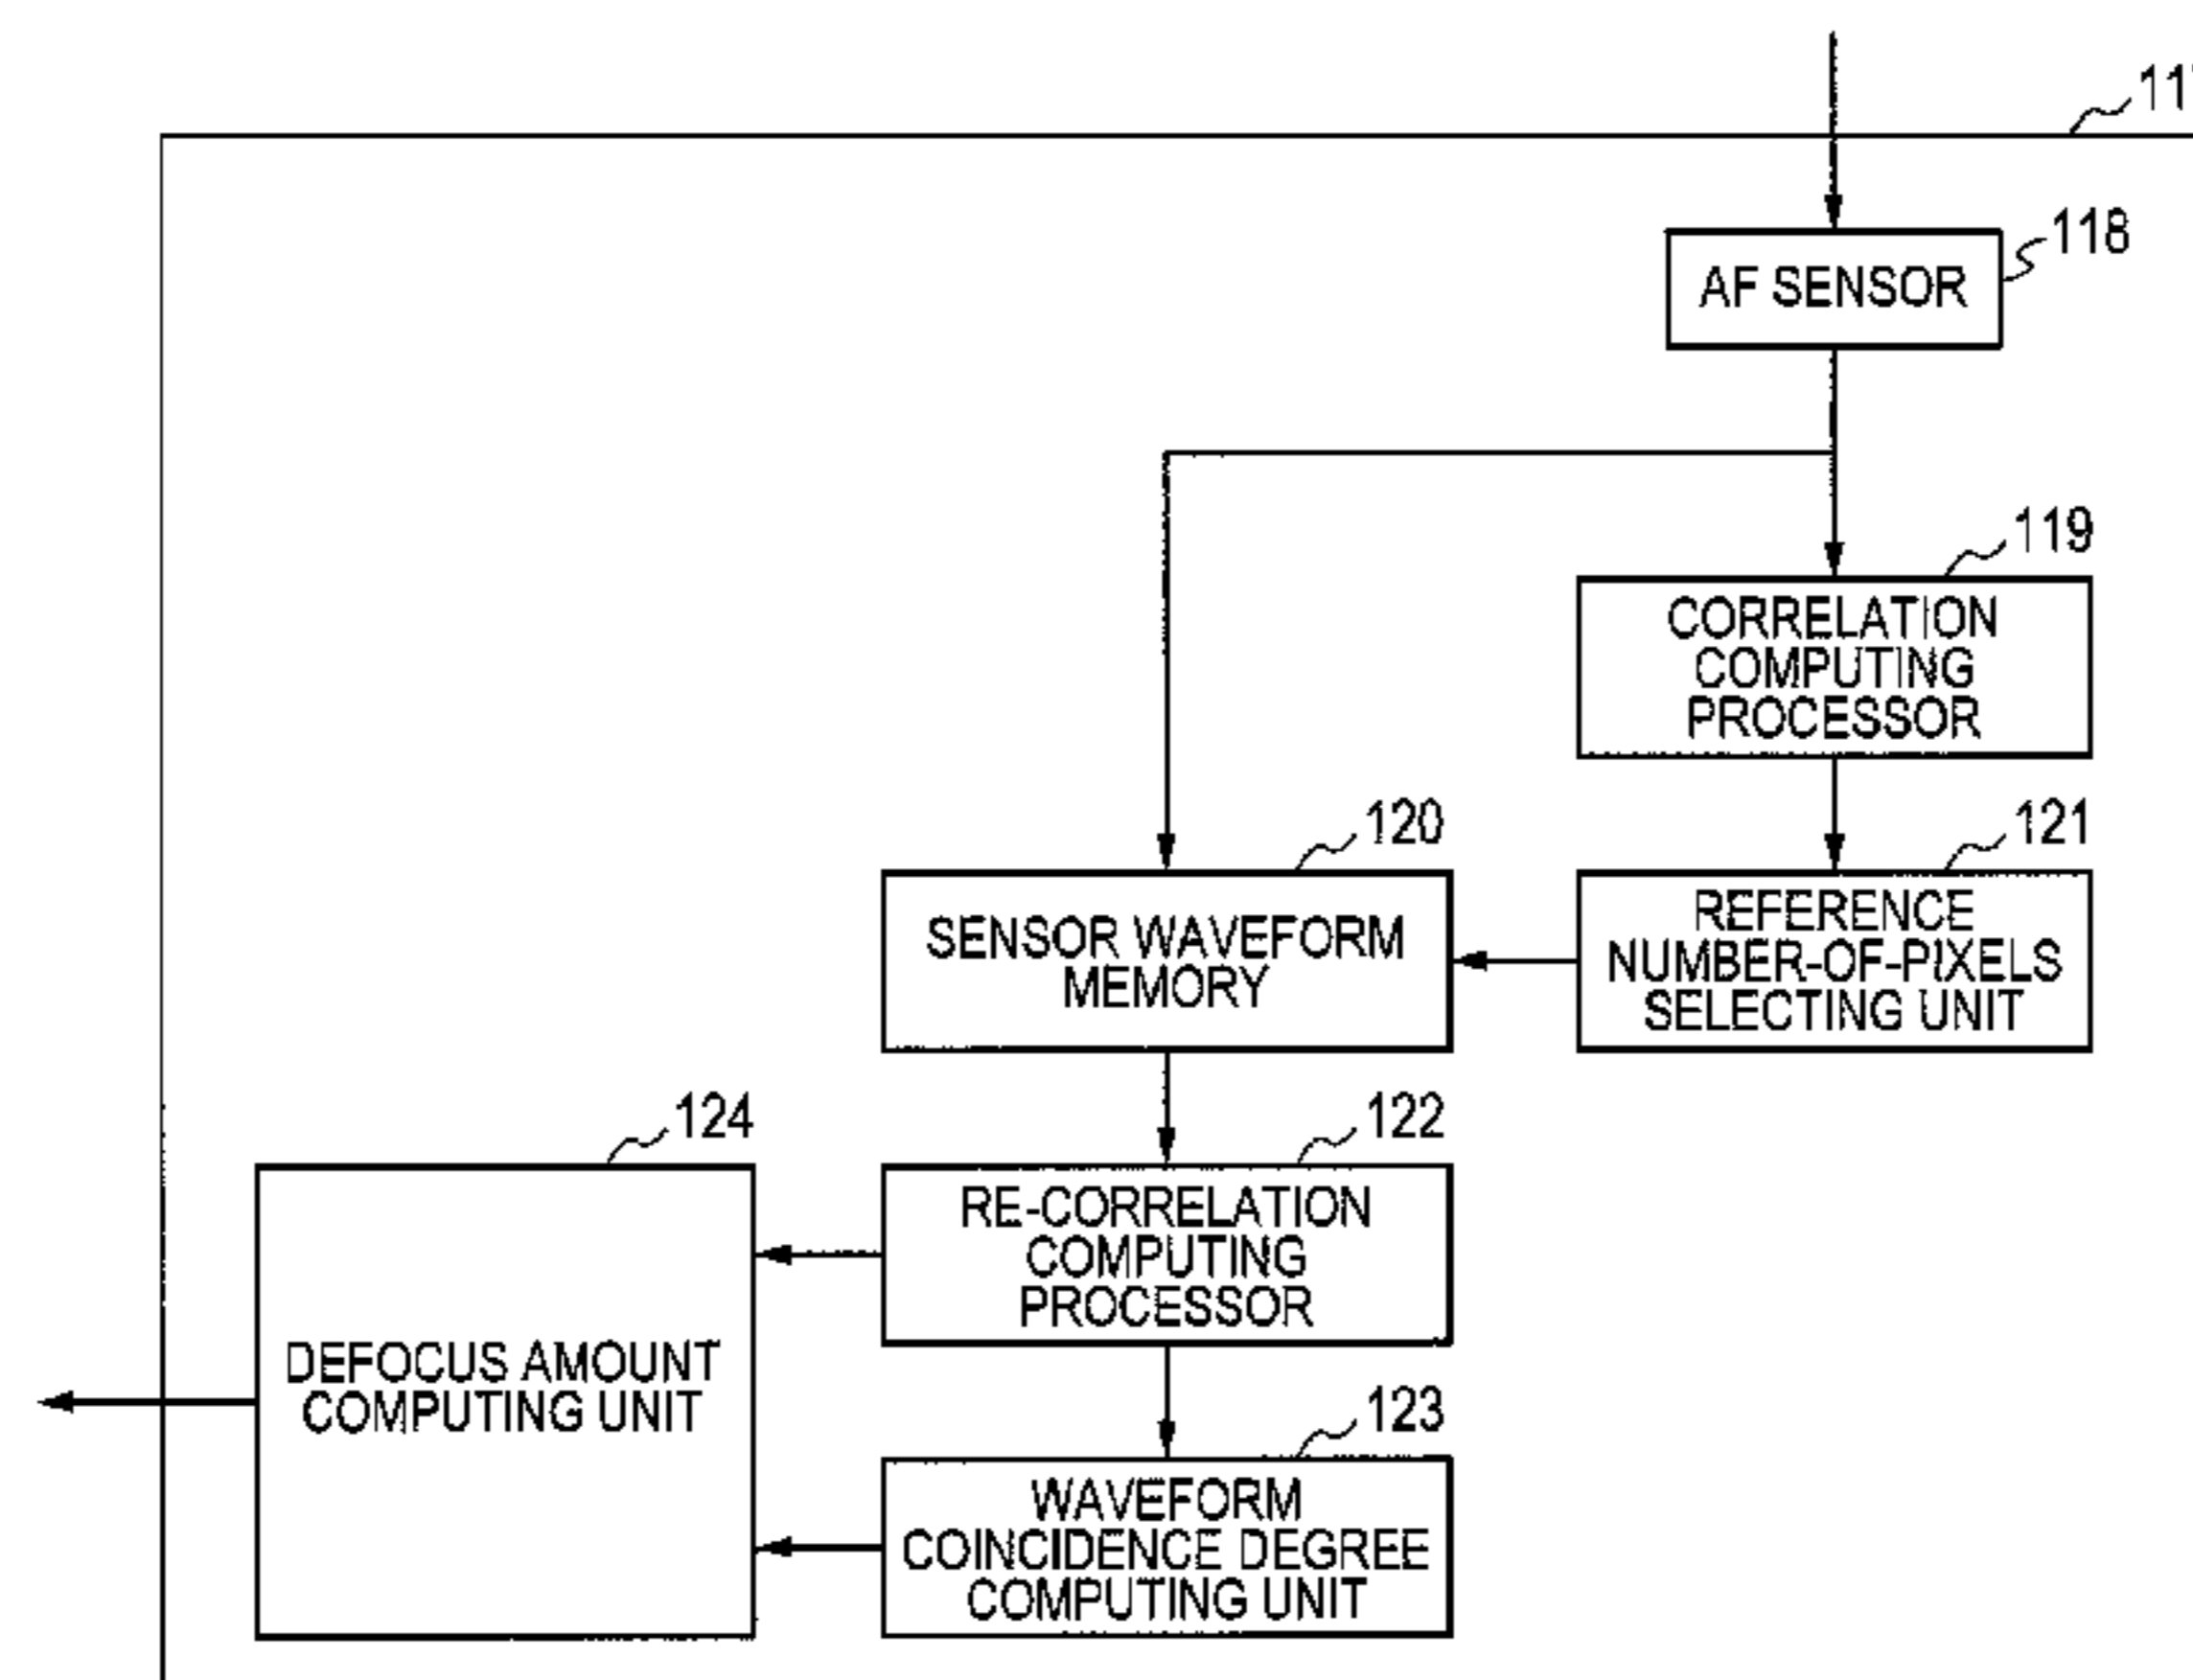 118
AF SENSOR
119
CORRELATION
COMPUTING
PROCESSOR
120
SENSOR WAVEFORM
MEMORY
121
REFERENCE
NUMBER-OF-PIXELS
SELECTING UNIT
122
RE-CORRELATION
COMPUTING
PROCESSOR
124
DEFOCUS AMOUNT
COMPUTING UNIT
123
WAVEFORM
COINCIDENCE DEGREE
COMPUTING UNIT